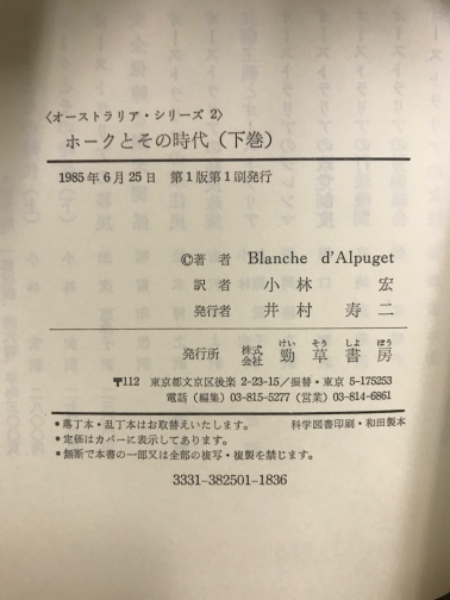 〈オーストラリア・シリーズ 2〉
ホークとその時代（下巻）
1985年6月25日 第1版第1刷発行
©著者 Blanche d'Alpuget
訳者 小林 宏
発行者 井村寿二
発行所 株式会社 勁草書房
けい そう しよ ぼう
〒112 東京都文京区後楽 2-23-15／振替・東京 5-175253
電話（編集）03-815-5277（営業）03-814-6861
＊落丁本・乱丁本はお取替えいたします。 科学図書印刷・和田製本
＊定価はカバーに表示してあります。
＊無断で本書の一部又は全部の複写・複製を禁じます。
3331-382501-1836